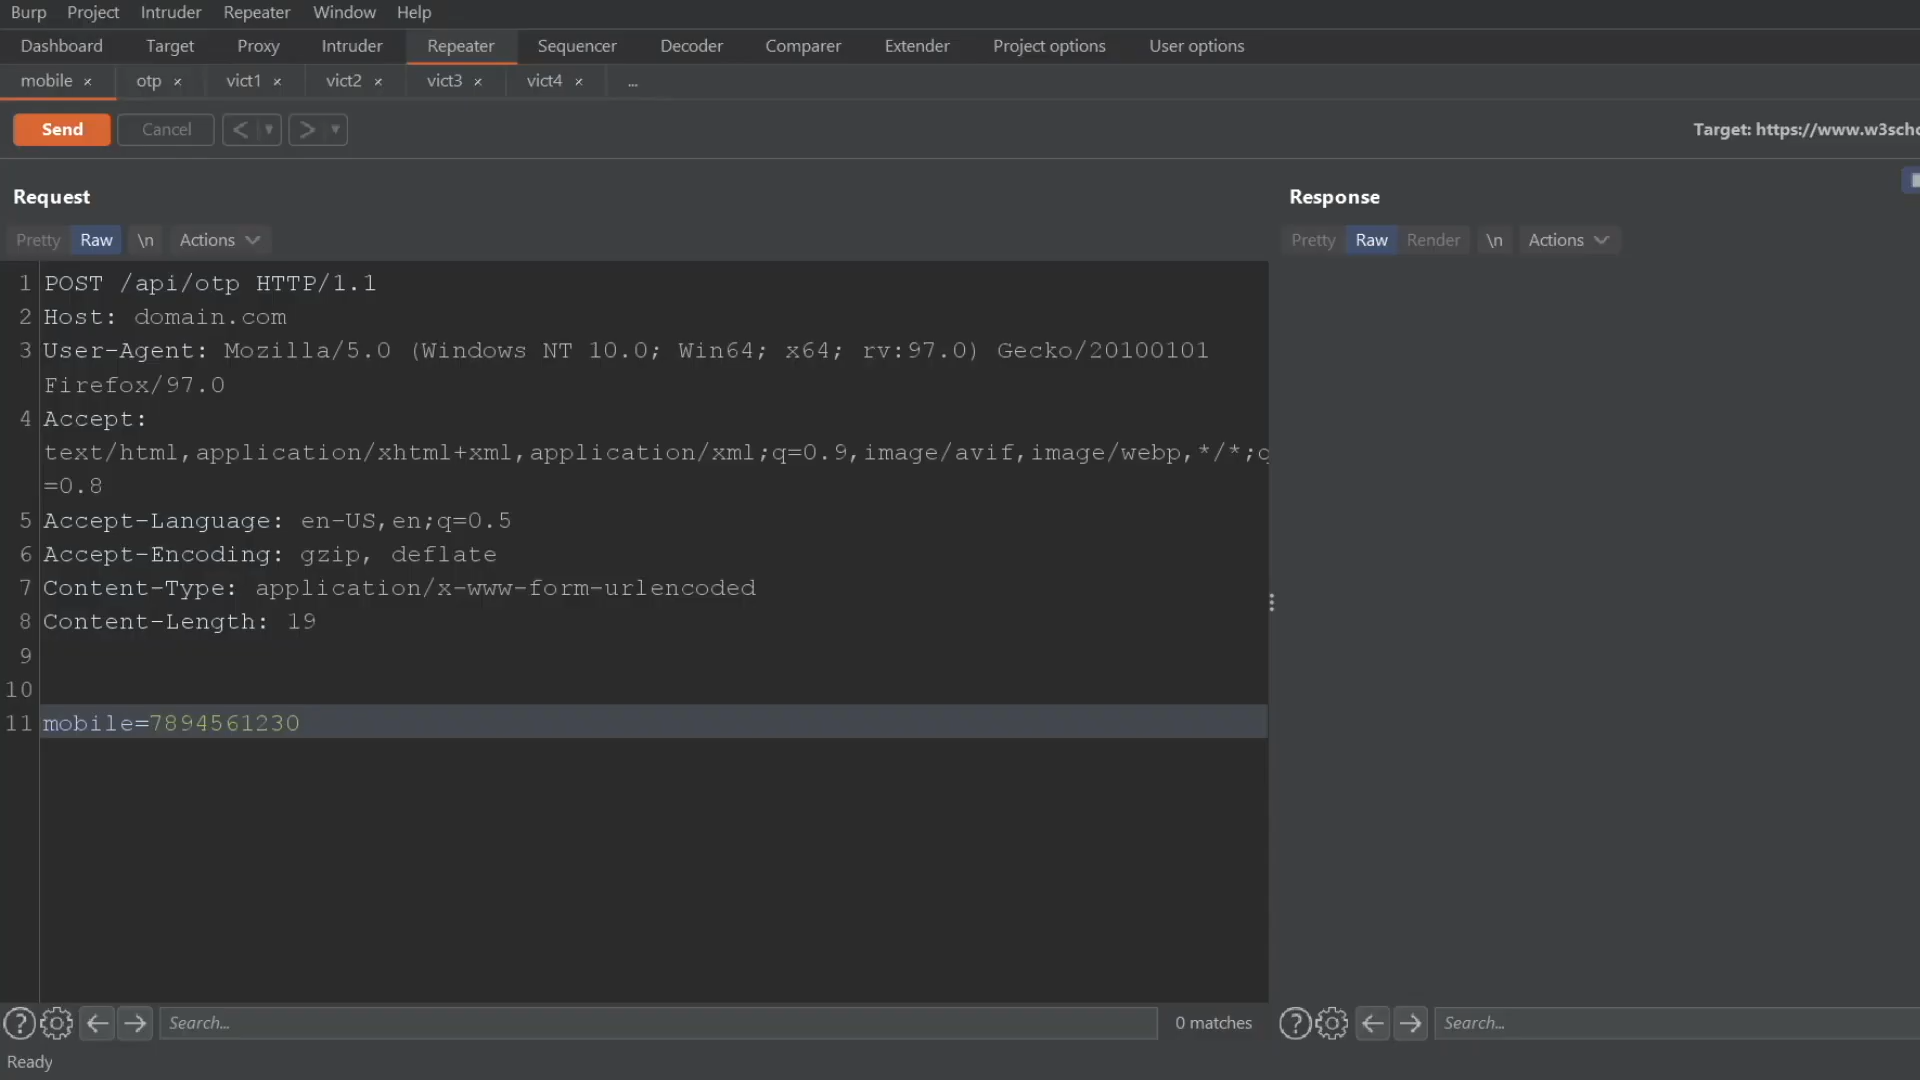 Burp Project Intruder Repeater Window Help
Dashboard Target Proxy Intruder Repeater Sequencer Decoder Comparer Extender Project options User options
mobile × otp × vict1 × vict2 × vict3 × vict4 × ...
Send Cancel < ▼ > ▼ Target: https://www.w3scho
Request
Pretty Raw \n Actions
1 POST /api/otp HTTP/1.1
2 Host: domain.com
3 User-Agent: Mozilla/5.0 (Windows NT 10.0; Win64; x64; rv:97.0) Gecko/20100101
Firefox/97.0
4 Accept:
text/html,application/xhtml+xml,application/xml;q=0.9,image/avif,image/webp,*/*;q
=0.8
5 Accept-Language: en-US,en;q=0.5
6 Accept-Encoding: gzip, deflate
7 Content-Type: application/x-www-form-urlencoded
8 Content-Length: 19
9
10
11 mobile=7894561230
? Search... 0 matches
Response
Pretty Raw Render \n Actions
? Search...
Ready